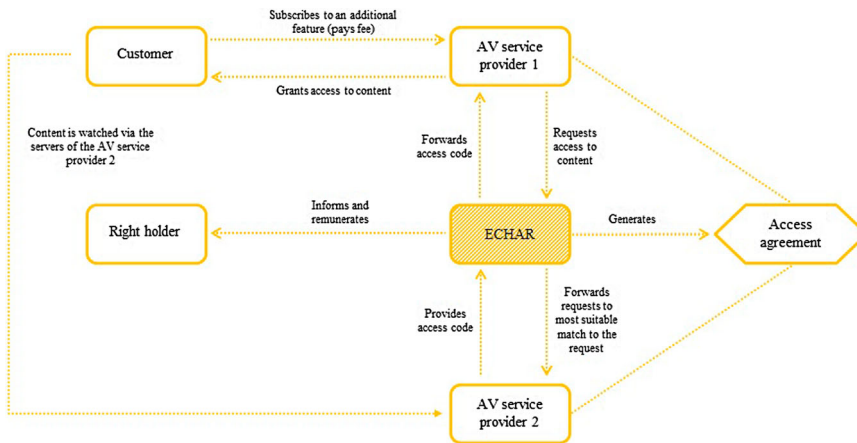 Subscribes to an additional
feature (pays fee)
Customer
AV service
provider 1
Grants access to content
Content is watched via the
servers of the AV service
provider 2
Forwards
access code
Requests
access to
content
Right holder
Informs and
remunerates
ECHAR
Generates
Access
agreement
Provides
access code
Forwards
requests to
most suitable
match to the
request
AV service
provider 2